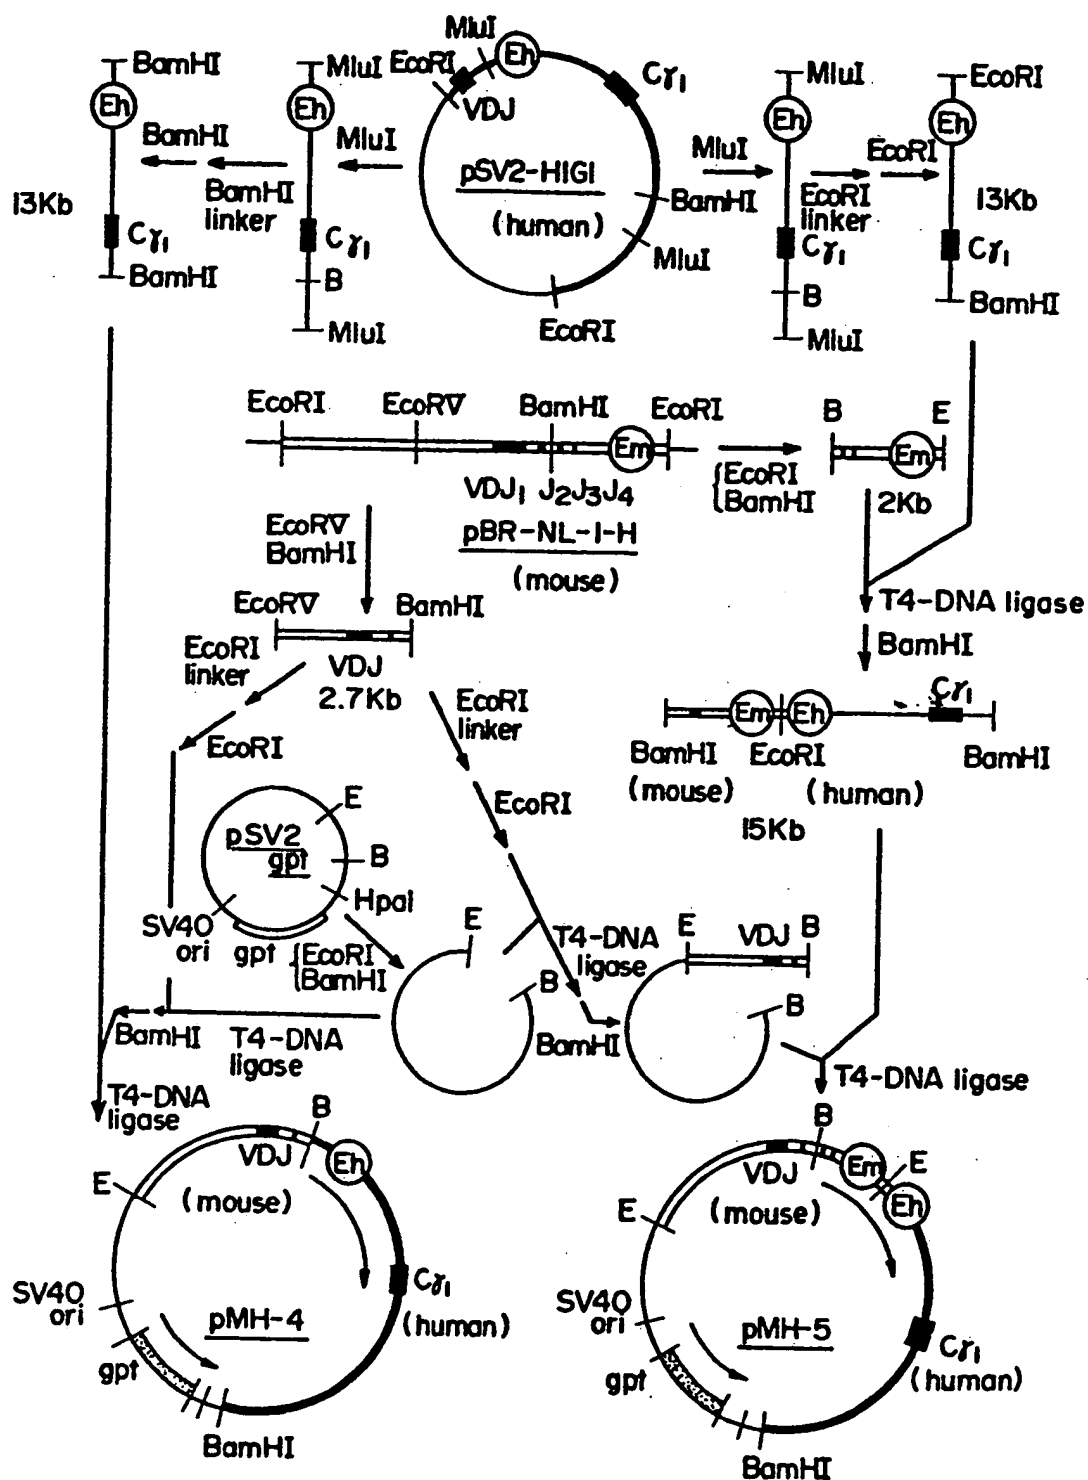 MluI
EcoRI
Eh
VDJ
Cγ1
pSV2-HIGI
(human)
BamHI
MluI
EcoRI
BamHI
Eh
13Kb
Cγ1
BamHI
BamHI
BamHI
linker
MluI
Eh
Cγ1
B
MluI
MluI
MluI
MluI
Eh
Cγ1
B
MluI
EcoRI
linker
EcoRI
EcoRI
Eh
13Kb
Cγ1
BamHI
EcoRI
EcoRV
BamHI
EcoRI
Em
VDJ1 J2J3J4
pBR-NL-I-H
(mouse)
EcoRI
BamHI
B
E
Em
2Kb
T4-DNA ligase
BamHI
EcoRV
BamHI
EcoRV
BamHI
VDJ
2.7Kb
EcoRI
linker
EcoRI
EcoRI
linker
EcoRI
Em
Eh
Cγ1
BamHI
EcoRI
BamHI
(mouse)
(human)
15Kb
pSV2
gpt
E
B
HpaI
SV40
ori
gpt
EcoRI
BamHI
E
B
T4-DNA
ligase
BamHI
E
VDJ
B
B
T4-DNA ligase
BamHI
T4-DNA
ligase
T4-DNA
ligase
B
VDJ
Eh
E
(mouse)
Cγ1
(human)
SV40
ori
pMH-4
gpt
BamHI
B
VDJ
Em
E
Eh
E
(mouse)
SV40
ori
pMH-5
Cγ1
(human)
gpt
BamHI